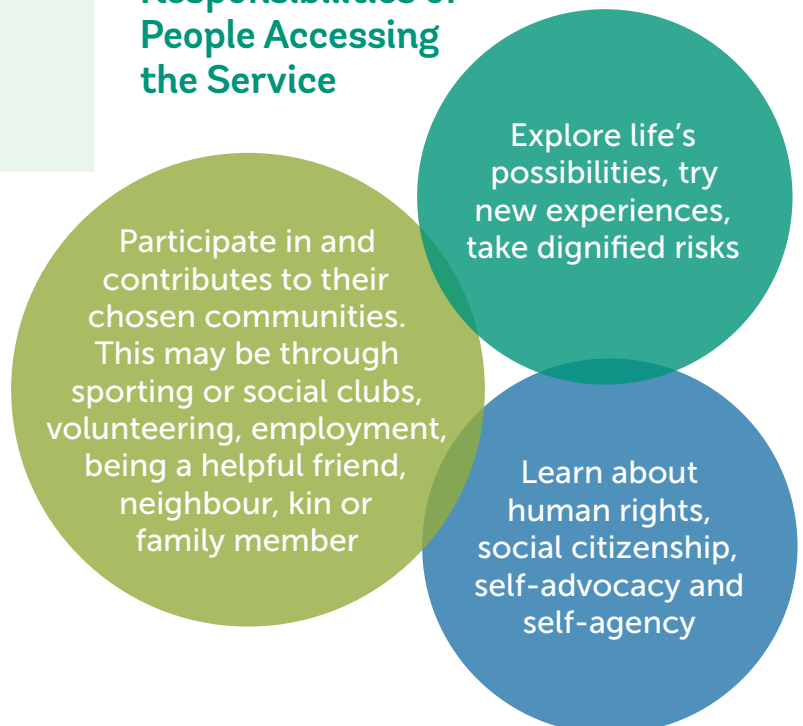 Responsibilities of
People Accessing
the Service
Explore life’s
possibilities, try
new experiences,
take dignified risks
Participate in and
contributes to their
chosen communities.
This may be through
sporting or social clubs,
volunteering, employment,
being a helpful friend,
neighbour, kin or
family member
Learn about
human rights,
social citizenship,
self-advocacy and
self-agency